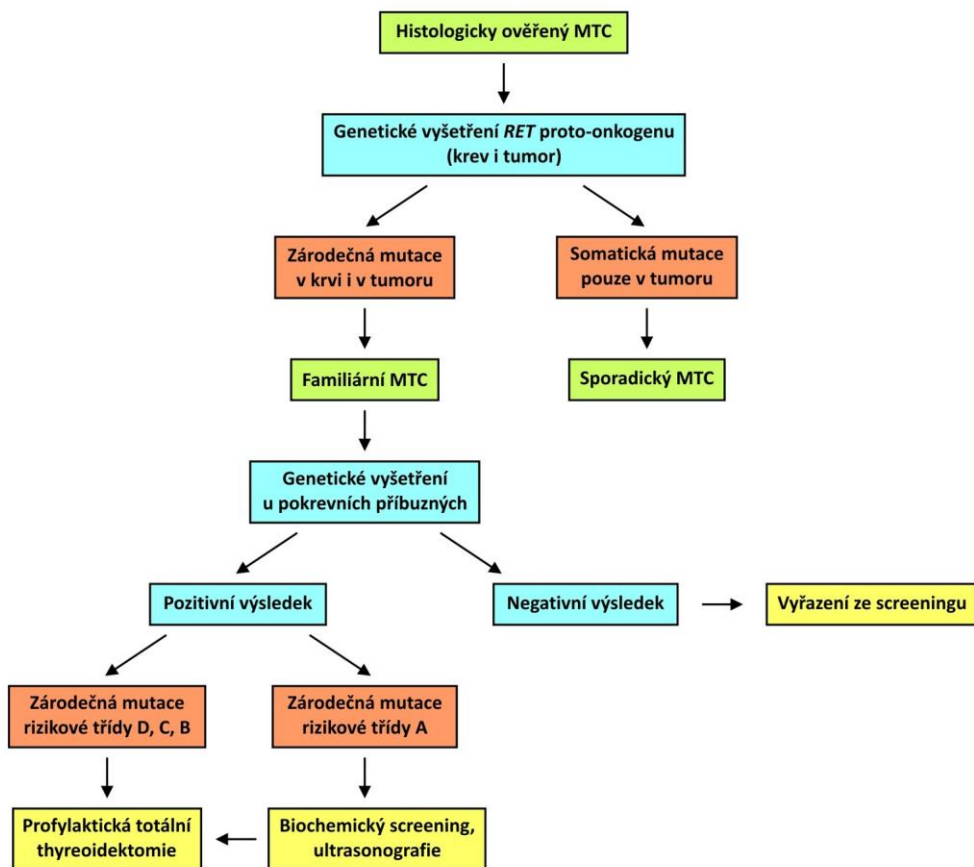 Histologicky ověřený MTC
Genetické vyšetření RET proto-onkogenu
(krev i tumor)
Zárodečná mutace
v krvi i v tumoru
Somatická mutace
pouze v tumoru
Familiární MTC
Sporadický MTC
Genetické vyšetření
u pokrevních příbuzných
Pozitivní výsledek
Negativní výsledek
Vyřazení ze screeningu
Zárodečná mutace
rizikové třídy D, C, B
Zárodečná mutace
rizikové třídy A
Profylaktická totální
thyreoidektomie
Biochemický screening,
ultrasonografie